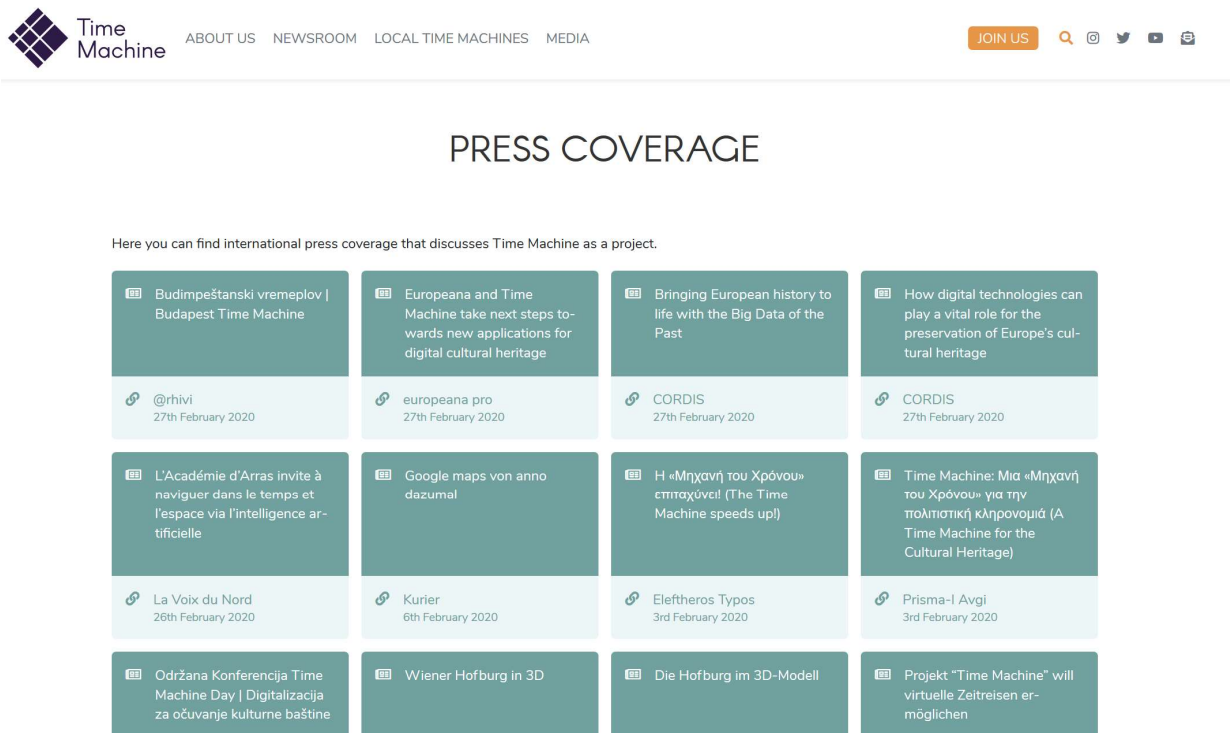 Time
Machine
ABOUT US NEWSROOM LOCAL TIME MACHINES MEDIA
JOIN US
PRESS COVERAGE
Here you can find international press coverage that discusses Time Machine as a project.
Budimpeštanski vremeplov |
Budapest Time Machine
@rhivi
27th February 2020
Europeana and Time
Machine take next steps to-
wards new applications for
digital cultural heritage
europeana pro
27th February 2020
Bringing European history to
life with the Big Data of the
Past
CORDIS
27th February 2020
How digital technologies can
play a vital role for the
preservation of Europe's cul-
tural heritage
CORDIS
27th February 2020
L'Académie d'Arras invite à
naviguer dans le temps et
l'espace via l'intelligence ar-
tificielle
La Voix du Nord
26th February 2020
Google maps von anno
dazumal
Kurier
6th February 2020
Η «Μηχανή του Χρόνου»
επιταχύνει! (The Time
Machine speeds up!)
Eleftheros Typos
3rd February 2020
Time Machine: Μια «Μηχανή
του Χρόνου» για την
πολιτιστική κληρονομιά (A
Time Machine for the
Cultural Heritage)
Prisma-I Avgi
3rd February 2020
Održana Konferencija Time
Machine Day | Digitalizacija
za očuvanje kulturne baštine
Wiener Hofburg in 3D
Die Hofburg im 3D-Modell
Projekt "Time Machine" will
virtuelle Zeitreisen er-
möglichen